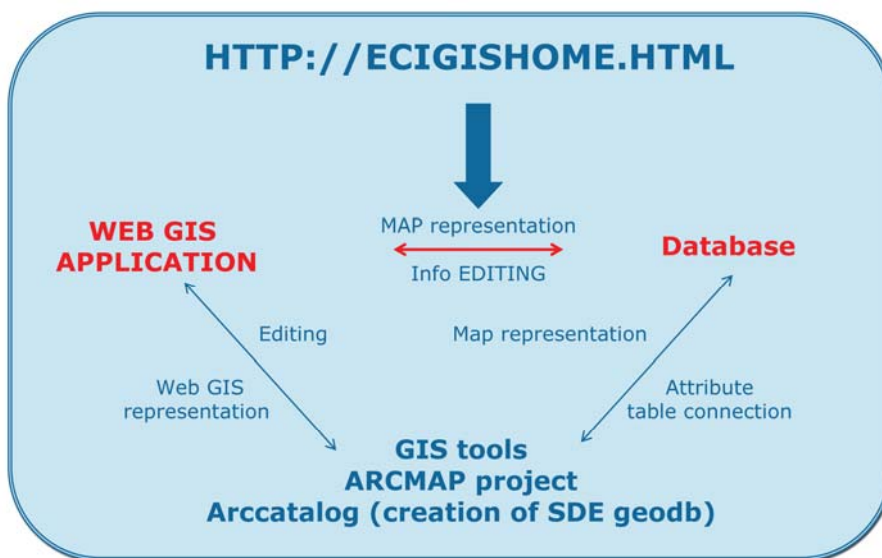 HTTP://ECIGISHOME.HTML
MAP representation
WEB GIS
APPLICATION
Database
Info EDITING
Editing
Map representation
Web GIS
representation
Attribute
table connection
GIS tools
ARCMAP project
Arccatalog (creation of SDE geodb)